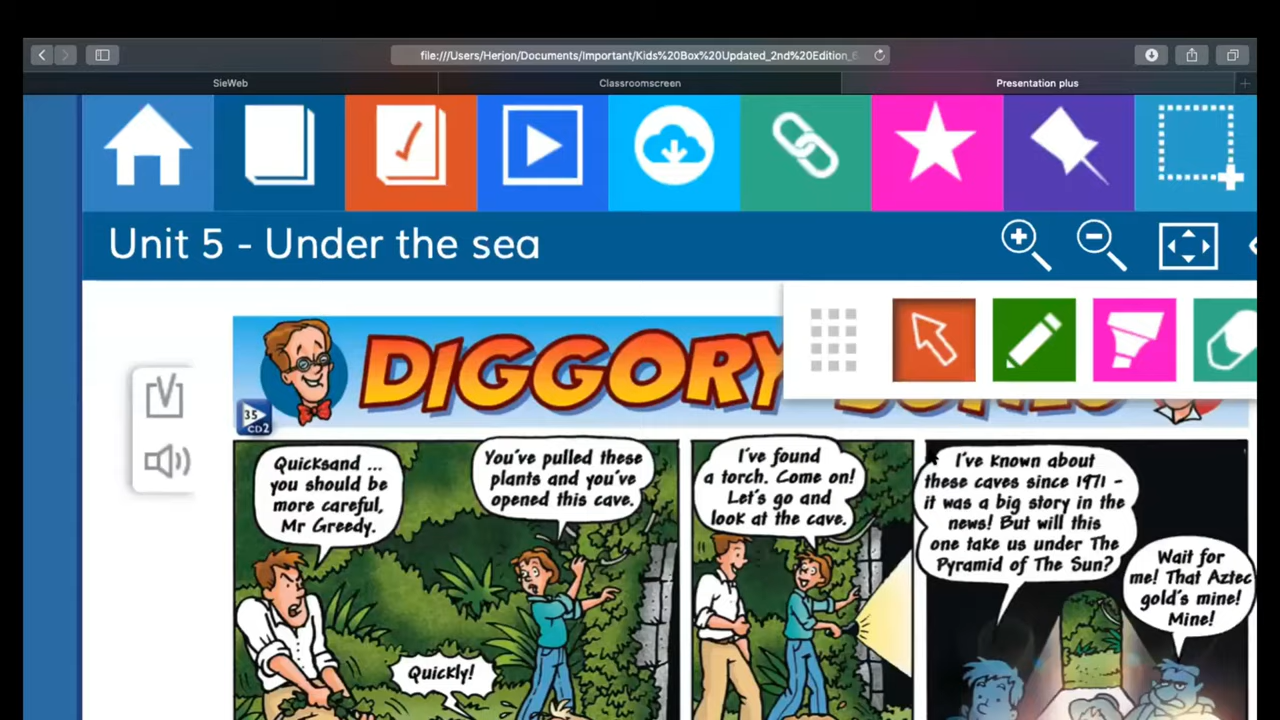 file:///Users/Herjon/Documents/Important/Kids%20Box%20Updated_2nd%20Edition_6
SieWeb
Classroomscreen
Presentation plus
Unit 5 - Under the sea
DIGGORY
35
CD2
Quicksand ...
you should be
more careful,
Mr Greedy.
You've pulled these
plants and you've
opened this cave.
Quickly!
I've found
a torch. Come on!
Let's go and
look at the cave.
I've known about
these caves since 1971 -
it was a big story in the
news! But will this
one take us under The
Pyramid of The Sun?
Wait for
me! That Aztec
gold's mine!
Mine!